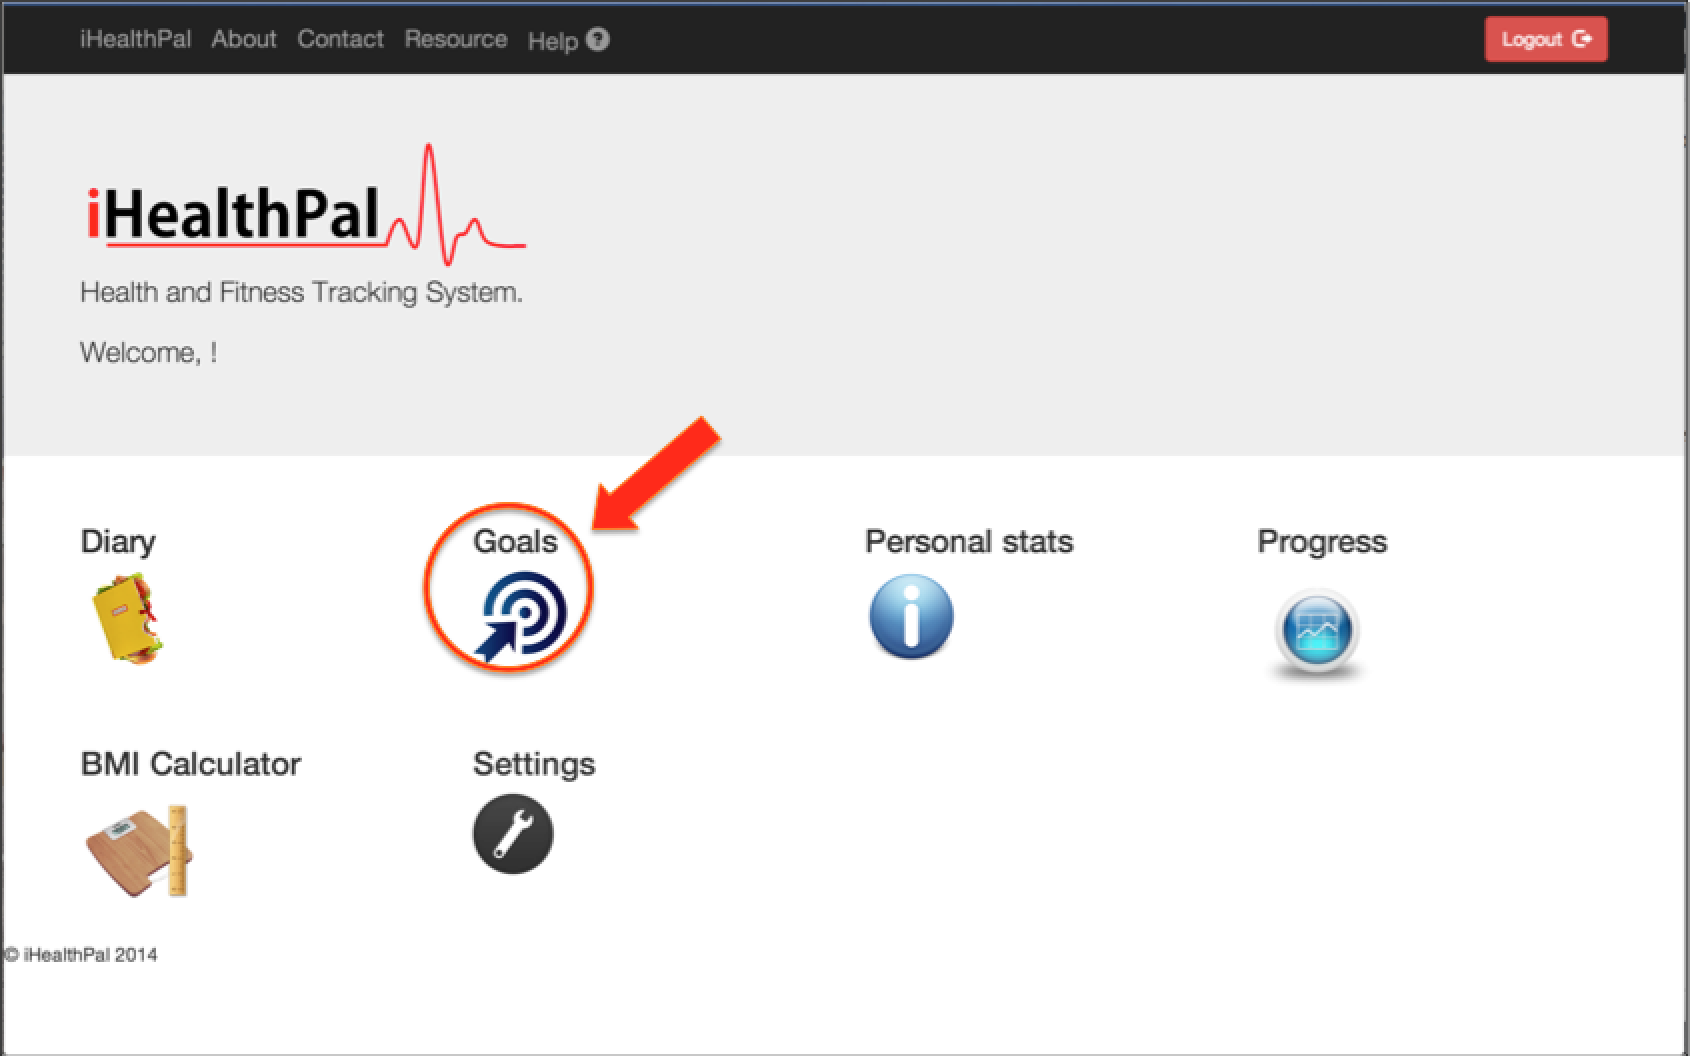 iHealthPal About Contact Resource Help ? Logout
iHealthPal
Health and Fitness Tracking System.
Welcome, !
Diary Goals Personal stats Progress
BMI Calculator Settings
© iHealthPal 2014